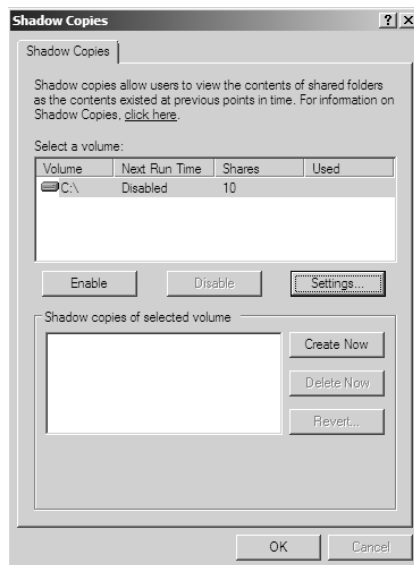 Shadow Copies
Shadow Copies
Shadow copies allow users to view the contents of shared folders
as the contents existed at previous points in time. For information on
Shadow Copies, click here.
Select a volume:
Volume Next Run Time Shares Used
C:\ Disabled 10
Enable Disable Settings...
Shadow copies of selected volume
Create Now
Delete Now
Revert...
OK Cancel